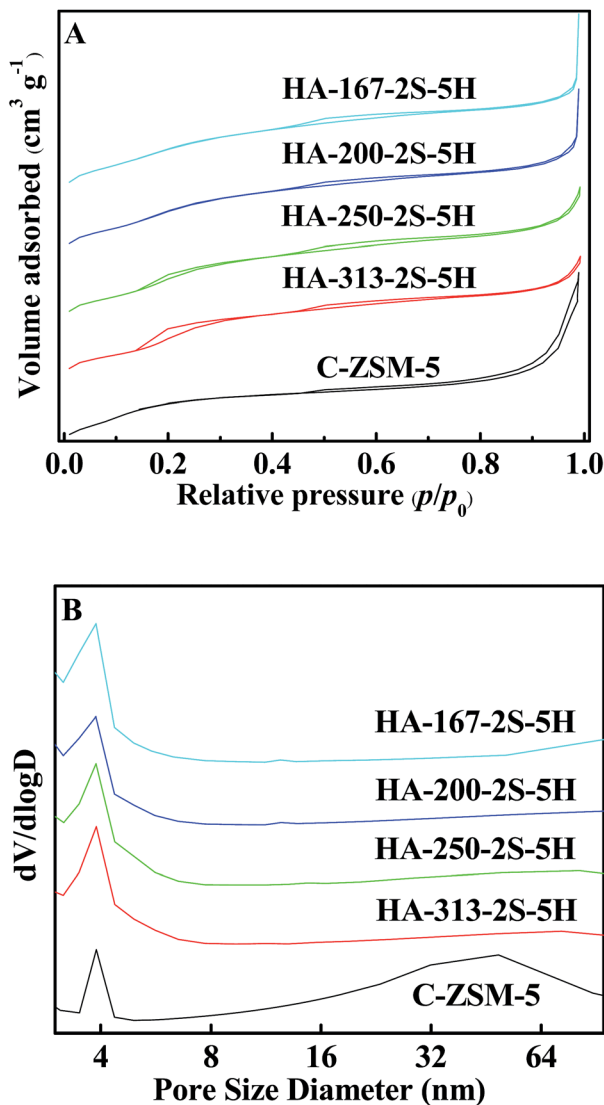 A
HA-167-2S-5H
HA-200-2S-5H
HA-250-2S-5H
HA-313-2S-5H
C-ZSM-5
Volume adsorbed (cm³ g⁻¹)
0.0 0.2 0.4 0.6 0.8 1.0
Relative pressure (p/p₀)
B
HA-167-2S-5H
HA-200-2S-5H
HA-250-2S-5H
HA-313-2S-5H
C-ZSM-5
dV/dlogD
4 8 16 32 64
Pore Size Diameter (nm)